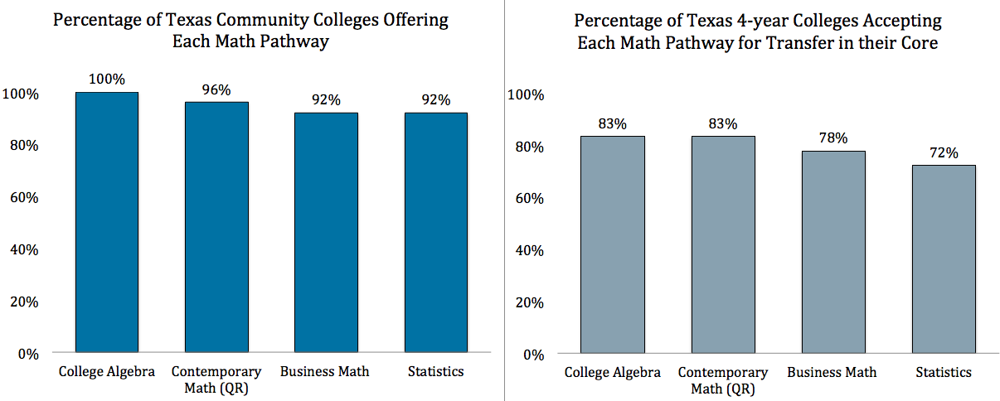 Percentage of Texas Community Colleges Offering
Each Math Pathway
100%
96%
92%
92%
100%
80%
60%
40%
20%
0%
College Algebra
Contemporary
Math (QR)
Business Math
Statistics
Percentage of Texas 4-year Colleges Accepting
Each Math Pathway for Transfer in their Core
83%
83%
78%
72%
100%
80%
60%
40%
20%
0%
College Algebra
Contemporary
Math (QR)
Business Math
Statistics